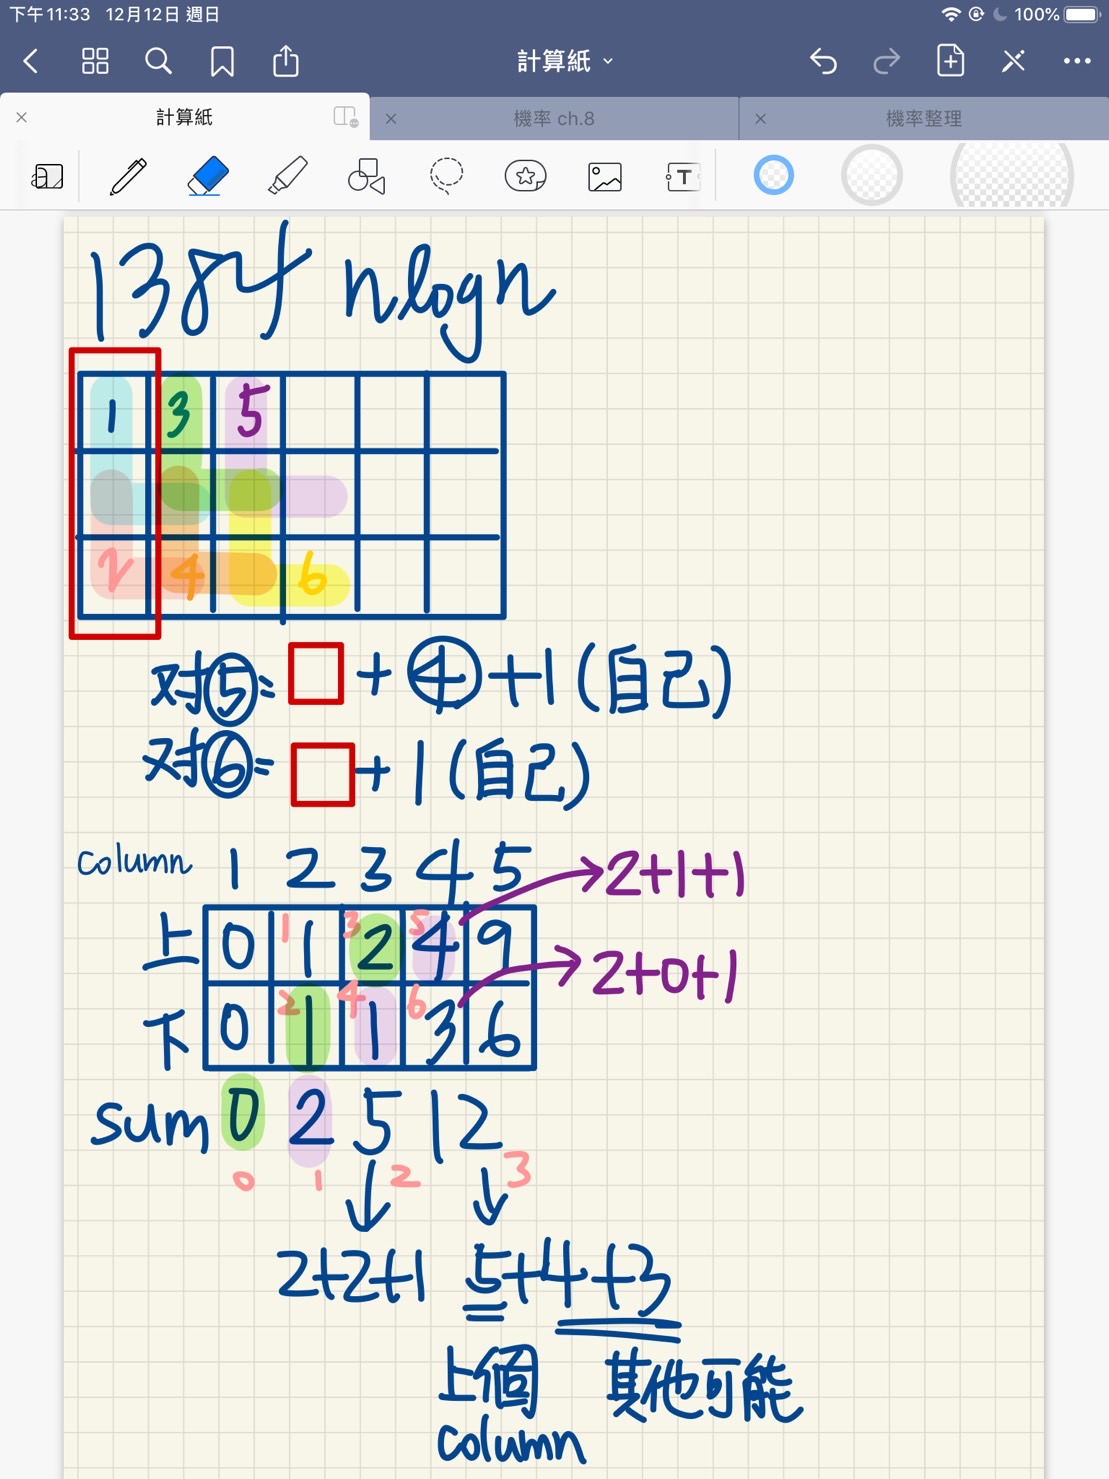 下午11:33 12月12日 週日 100%
計算紙
計算紙 機率 ch.8 機率整理
T
1384 nlogn
1 3 5
2 4 6
对⑤= □ + ④ + 1 (自己)
对⑥= □ + 1 (自己)
column 1 2 3 4 5 → 2+1+1
上 0 1 1 3 2 5 4 9
→ 2+0+1
下 0 2 1 4 1 6 3 6
sum 0 2 5 12
0 1 2 3
2+2+1 5+4+3
上個 其他可能
column